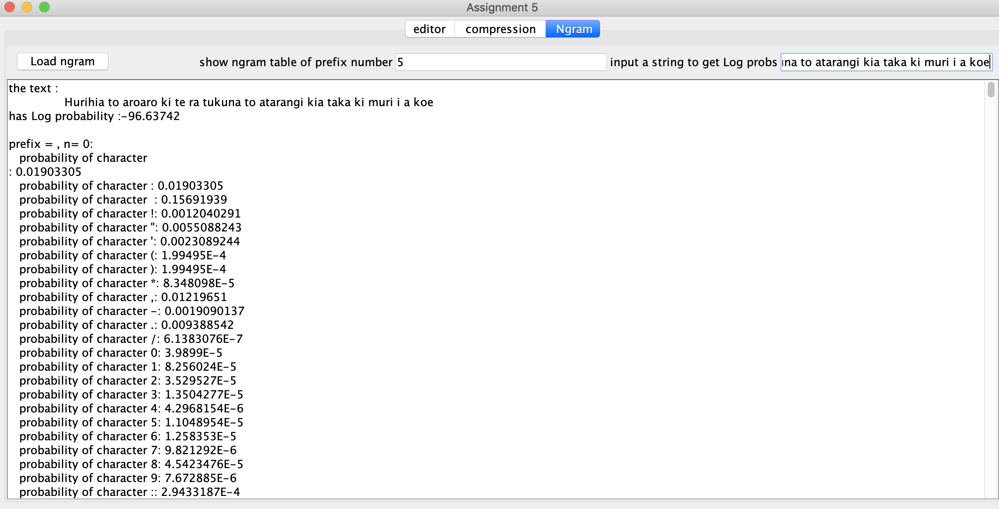 Assignment 5
editor compression Ngram
Load ngram show ngram table of prefix number 5 input a string to get Log probs na to atarangi kia taka ki muri i a koe
the text :
Hurihia to aroaro ki te ra tukuna to atarangi kia taka ki muri i a koe
has Log probability :-96.63742
prefix = , n= 0:
probability of character
: 0.01903305
probability of character : 0.01903305
probability of character  : 0.15691939
probability of character !: 0.0012040291
probability of character ": 0.0055088243
probability of character ': 0.0023089244
probability of character (: 1.99495E-4
probability of character ): 1.99495E-4
probability of character *: 8.348098E-5
probability of character ,: 0.01219651
probability of character -: 0.0019090137
probability of character .: 0.009388542
probability of character /: 6.1383076E-7
probability of character 0: 3.9899E-5
probability of character 1: 8.256024E-5
probability of character 2: 3.529527E-5
probability of character 3: 1.3504277E-5
probability of character 4: 4.2968154E-6
probability of character 5: 1.1048954E-5
probability of character 6: 1.258353E-5
probability of character 7: 9.821292E-6
probability of character 8: 4.5423476E-5
probability of character 9: 7.672885E-6
probability of character :: 2.9433187E-4